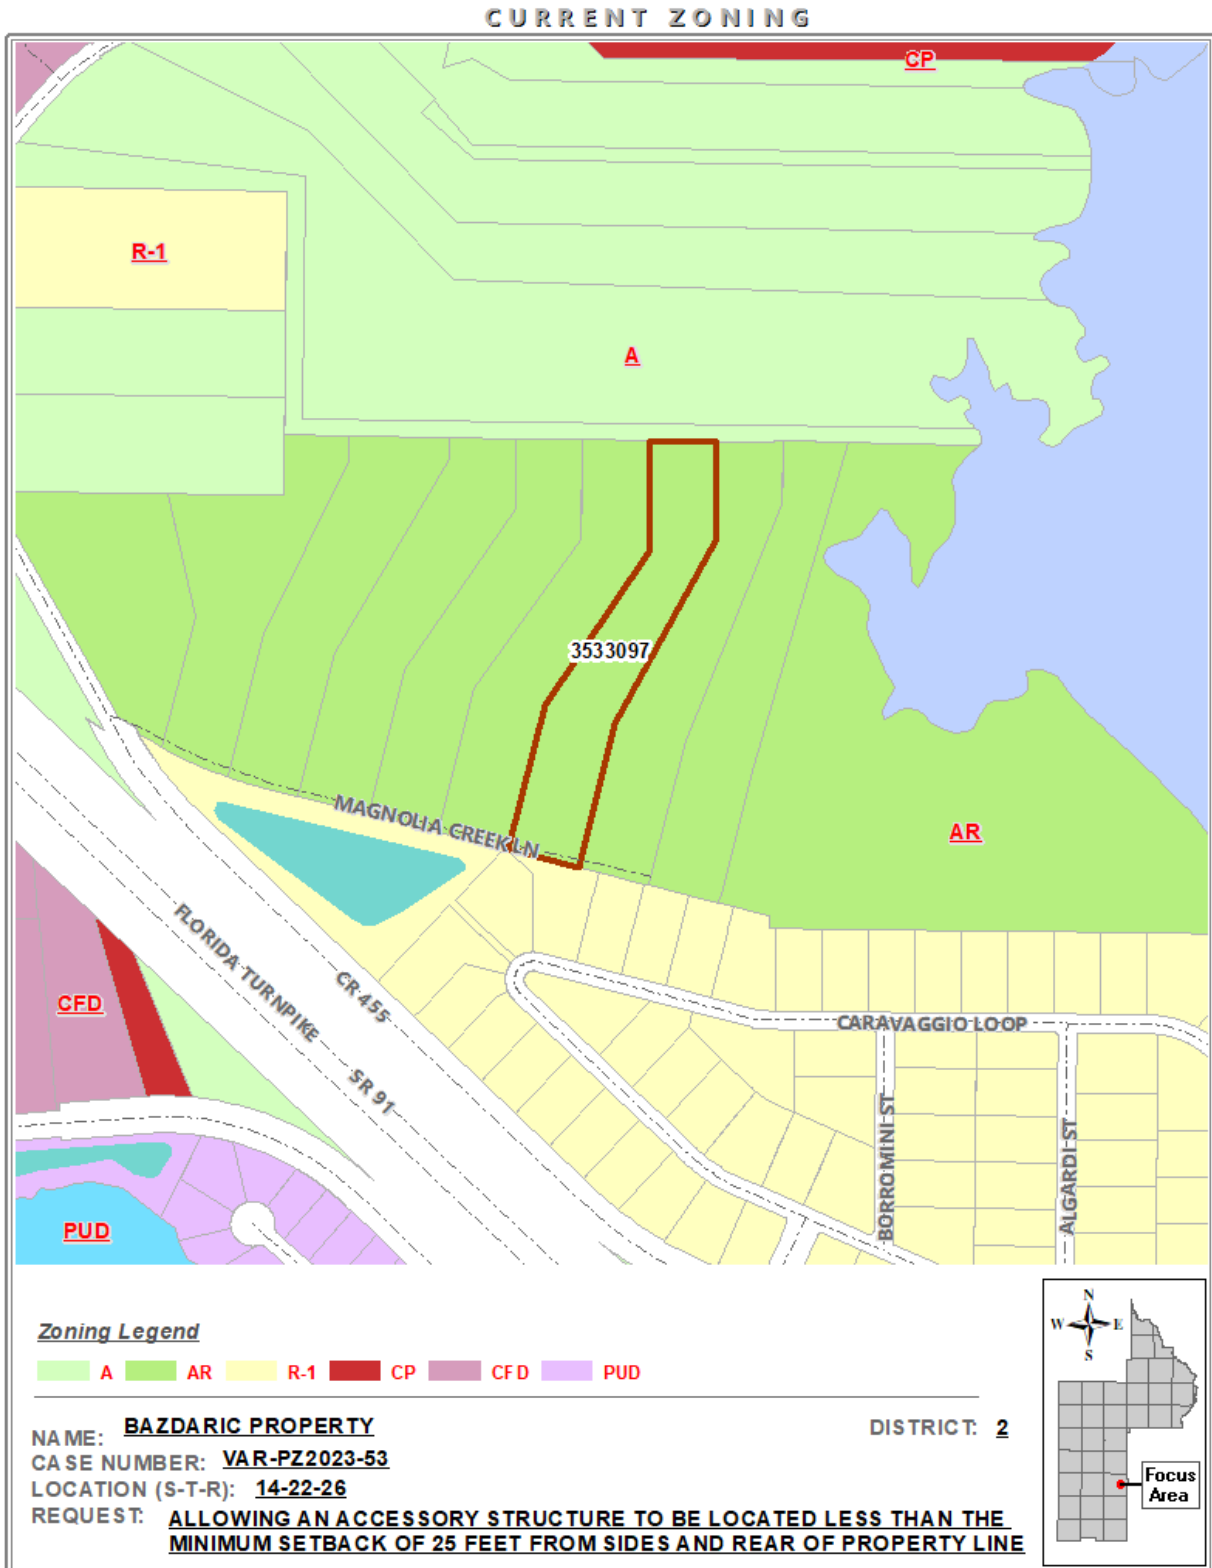 CURRENT ZONING
CP
R-1
A
3533097
MAGNOLIA CREEK LN
AR
FLORIDA TURNPIKE
SR 91
CR 455
CFD
CARAVAGGIO LOOP
BORROMINI ST
ALGARDI ST
PUD
Zoning Legend
A AR R-1 CP CFD PUD
N
W E
S
Focus
Area
NAME: BAZDARIC PROPERTY
DISTRICT: 2
CASE NUMBER: VAR-PZ2023-53
LOCATION (S-T-R): 14-22-26
REQUEST: ALLOWING AN ACCESSORY STRUCTURE TO BE LOCATED LESS THAN THE
MINIMUM SETBACK OF 25 FEET FROM SIDES AND REAR OF PROPERTY LINE